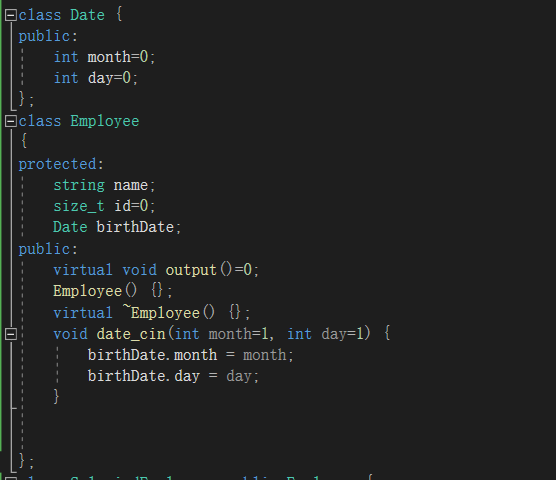 class Date {
public:
    int month=0;
    int day=0;
};
class Employee
{
protected:
    string name;
    size_t id=0;
    Date birthDate;
public:
    virtual void output()=0;
    Employee() {};
    virtual ~Employee() {};
    void date_cin(int month=1, int day=1) {
        birthDate.month = month;
        birthDate.day = day;
    }
};